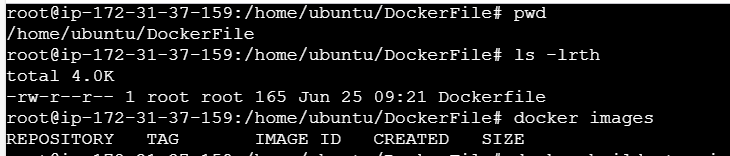 root@ip-172-31-37-159:/home/ubuntu/DockerFile# pwd
/home/ubuntu/DockerFile
root@ip-172-31-37-159:/home/ubuntu/DockerFile# ls -lrth
total 4.0K
-rw-r--r-- 1 root root 165 Jun 25 09:21 Dockerfile
root@ip-172-31-37-159:/home/ubuntu/DockerFile# docker images
REPOSITORY   TAG       IMAGE ID   CREATED   SIZE